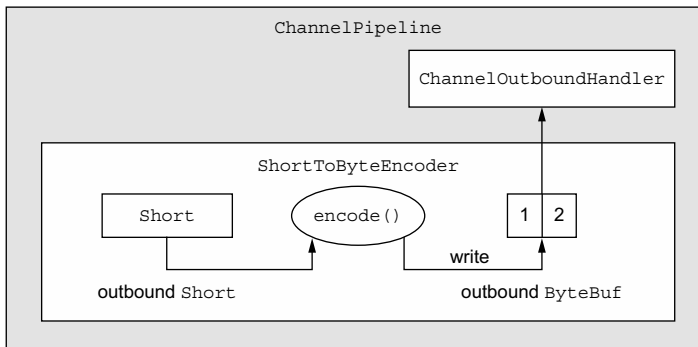 ChannelPipeline
ChannelOutboundHandler
ShortToByteEncoder
Short
encode()
1 2
write
outbound Short
outbound ByteBuf